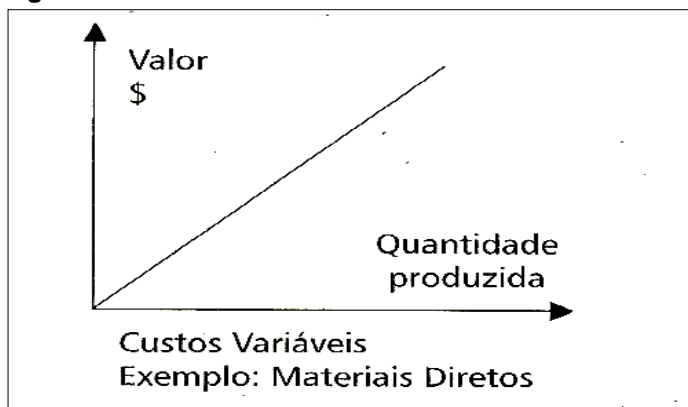 Valor
$
Quantidade
produzida
Custos Variáveis
Exemplo: Materiais Diretos